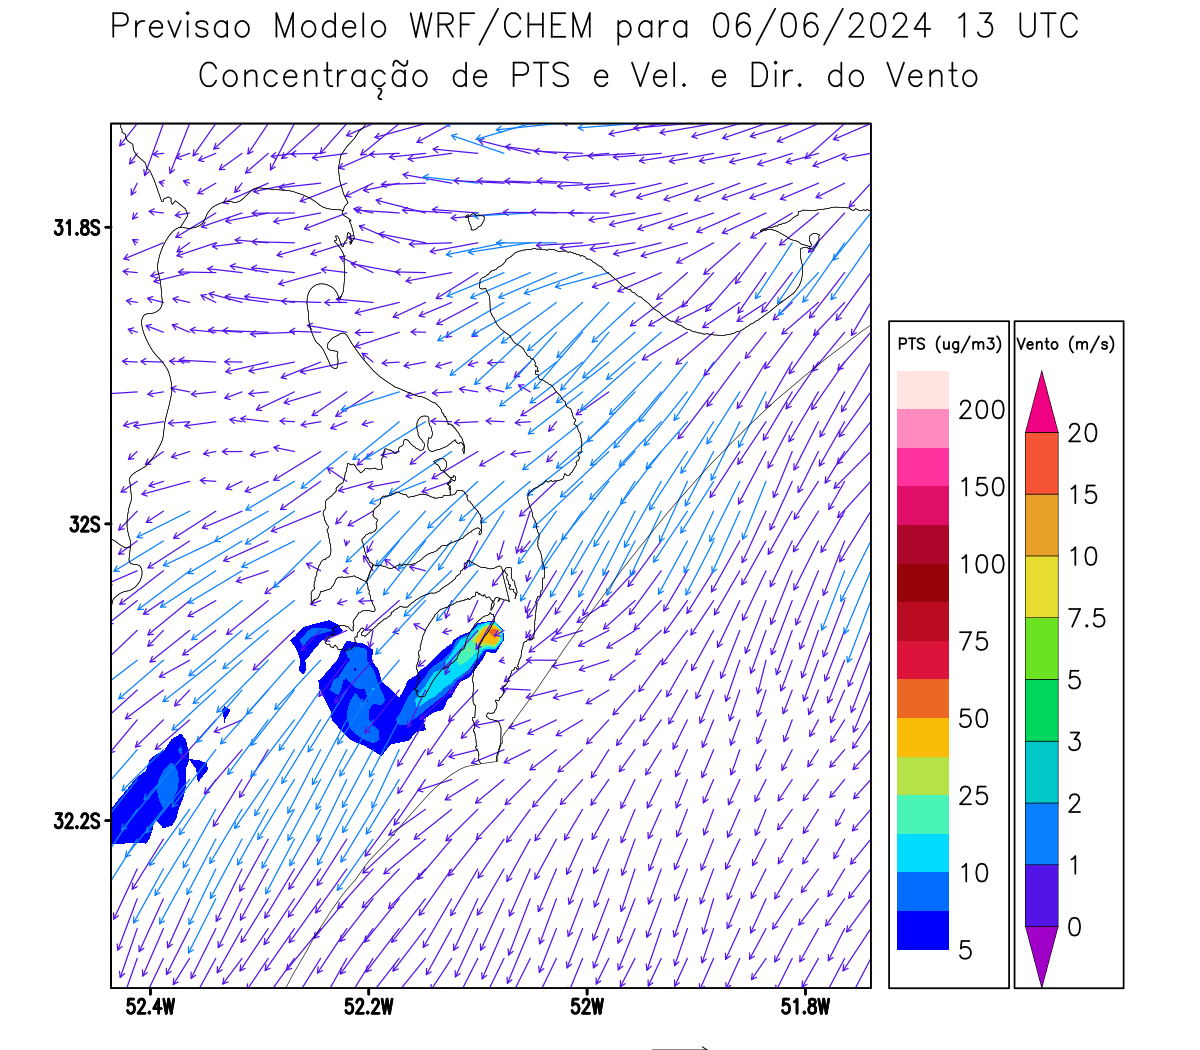 Previsao Modelo WRF/CHEM para 06/06/2024 13 UTC
Concentração de PTS e Vel. e Dir. do Vento
31.8S
32S
32.2S
52.4W
52.2W
52W
51.8W
PTS (ug/m3)
200
150
100
75
50
25
10
5
Vento (m/s)
20
15
10
7.5
5
3
2
1
0